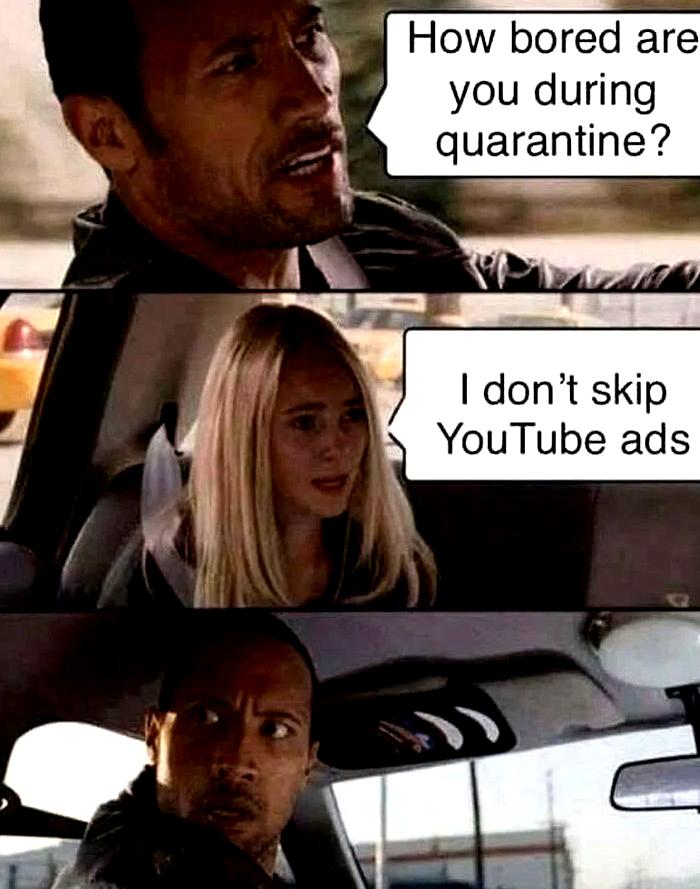 How bored are
you during
quarantine?
I don’t skip
YouTube ads